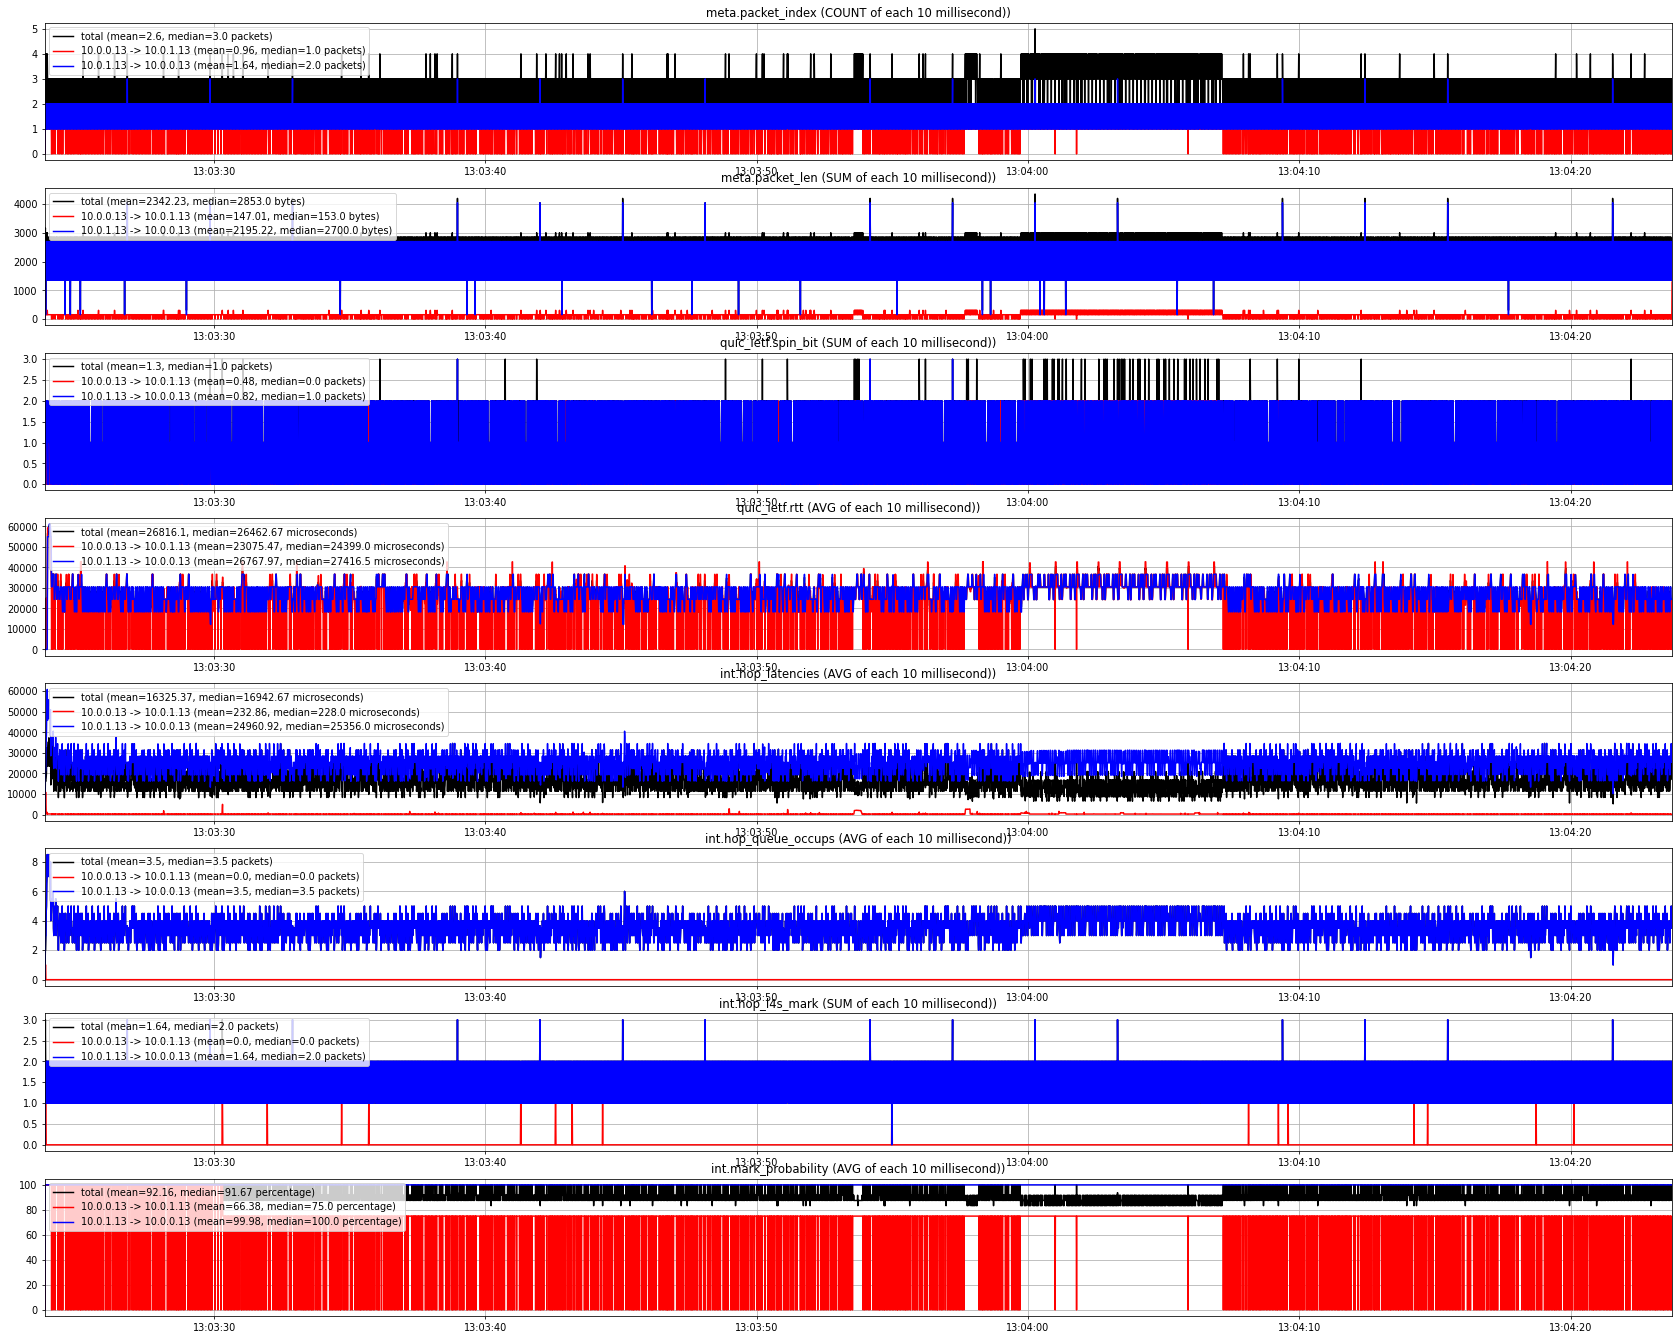 meta.packet_index (COUNT of each 10 millisecond))
5
total (mean=2.6, median=3.0 packets)
10.0.0.13 -> 10.0.1.13 (mean=0.96, median=1.0 packets)
10.0.1.13 -> 10.0.0.13 (mean=1.64, median=2.0 packets)
4
3
2
1
0
13:03:30 13:03:40 13:03:50 13:04:00 13:04:10 13:04:20
meta.packet_len (SUM of each 10 millisecond))
total (mean=2342.23, median=2853.0 bytes)
10.0.0.13 -> 10.0.1.13 (mean=147.01, median=153.0 bytes)
10.0.1.13 -> 10.0.0.13 (mean=2195.22, median=2700.0 bytes)
4000
3000
2000
1000
0
13:03:30 13:03:40 13:03:50 13:04:00 13:04:10 13:04:20
quic_ietf.spin_bit (SUM of each 10 millisecond))
total (mean=1.3, median=1.0 packets)
10.0.0.13 -> 10.0.1.13 (mean=0.48, median=0.0 packets)
10.0.1.13 -> 10.0.0.13 (mean=0.82, median=1.0 packets)
3.0
2.5
2.0
1.5
1.0
0.5
0.0
13:03:30 13:03:40 13:03:50 13:04:00 13:04:10 13:04:20
quic_ietf.rtt (AVG of each 10 millisecond))
total (mean=26816.1, median=26462.67 microseconds)
10.0.0.13 -> 10.0.1.13 (mean=23075.47, median=24399.0 microseconds)
10.0.1.13 -> 10.0.0.13 (mean=26767.97, median=27416.5 microseconds)
60000
50000
40000
30000
20000
10000
0
13:03:30 13:03:40 13:03:50 13:04:00 13:04:10 13:04:20
int.hop_latencies (AVG of each 10 millisecond))
total (mean=16325.37, median=16942.67 microseconds)
10.0.0.13 -> 10.0.1.13 (mean=232.86, median=228.0 microseconds)
10.0.1.13 -> 10.0.0.13 (mean=24960.92, median=25356.0 microseconds)
60000
50000
40000
30000
20000
10000
0
13:03:30 13:03:40 13:03:50 13:04:00 13:04:10 13:04:20
int.hop_queue_occups (AVG of each 10 millisecond))
total (mean=3.5, median=3.5 packets)
10.0.0.13 -> 10.0.1.13 (mean=0.0, median=0.0 packets)
10.0.1.13 -> 10.0.0.13 (mean=3.5, median=3.5 packets)
8
6
4
2
0
13:03:30 13:03:40 13:03:50 13:04:00 13:04:10 13:04:20
int.hop_l4s_mark (SUM of each 10 millisecond))
total (mean=1.64, median=2.0 packets)
10.0.0.13 -> 10.0.1.13 (mean=0.0, median=0.0 packets)
10.0.1.13 -> 10.0.0.13 (mean=1.64, median=2.0 packets)
3.0
2.5
2.0
1.5
1.0
0.5
0.0
13:03:30 13:03:40 13:03:50 13:04:00 13:04:10 13:04:20
int.mark_probability (AVG of each 10 millisecond))
total (mean=92.16, median=91.67 percentage)
10.0.0.13 -> 10.0.1.13 (mean=66.38, median=75.0 percentage)
10.0.1.13 -> 10.0.0.13 (mean=99.98, median=100.0 percentage)
100
80
60
40
20
0
13:03:30 13:03:40 13:03:50 13:04:00 13:04:10 13:04:20